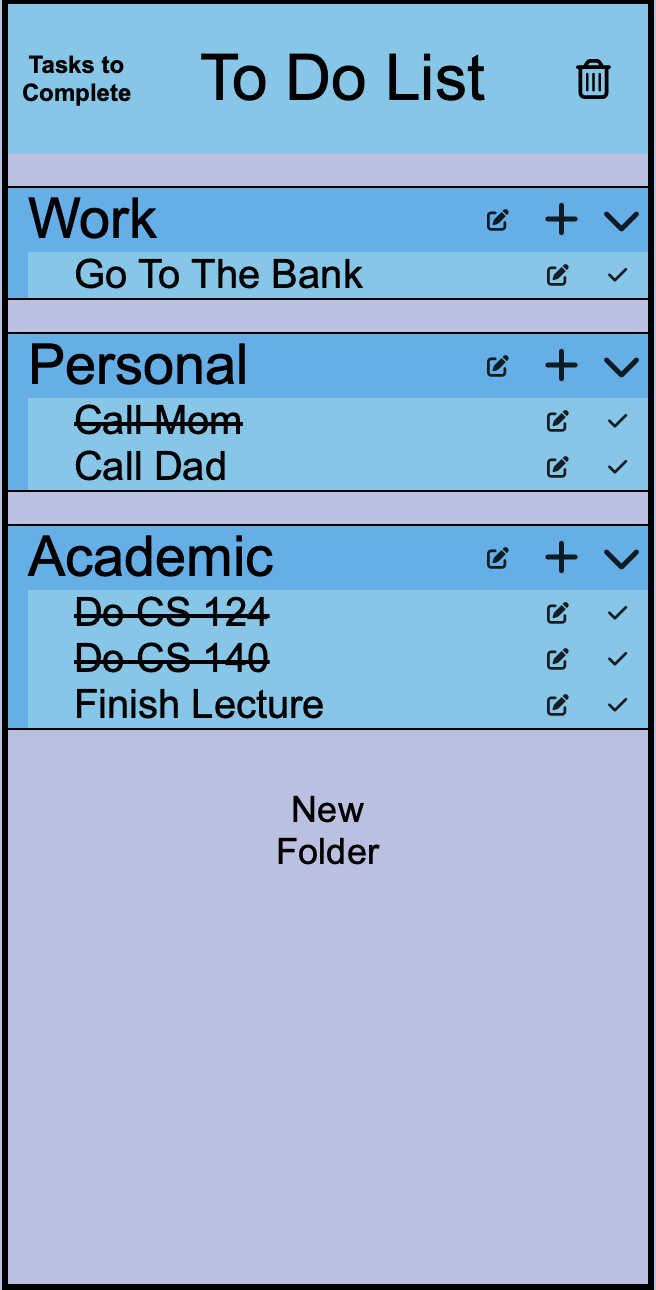 Tasks to
Complete
To Do List
Work
Go To The Bank
Personal
Call Mom
Call Dad
Academic
Do CS 124
Do CS 140
Finish Lecture
New
Folder